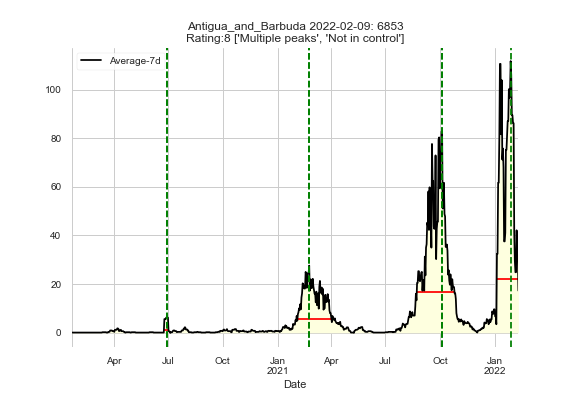 Antigua_and_Barbuda 2022-02-09: 6853
Rating:8 ['Multiple peaks', 'Not in control']
Average-7d
100
80
60
40
20
0
Apr
Jul
Oct
Jan
2021
Apr
Jul
Oct
Jan
2022
Date